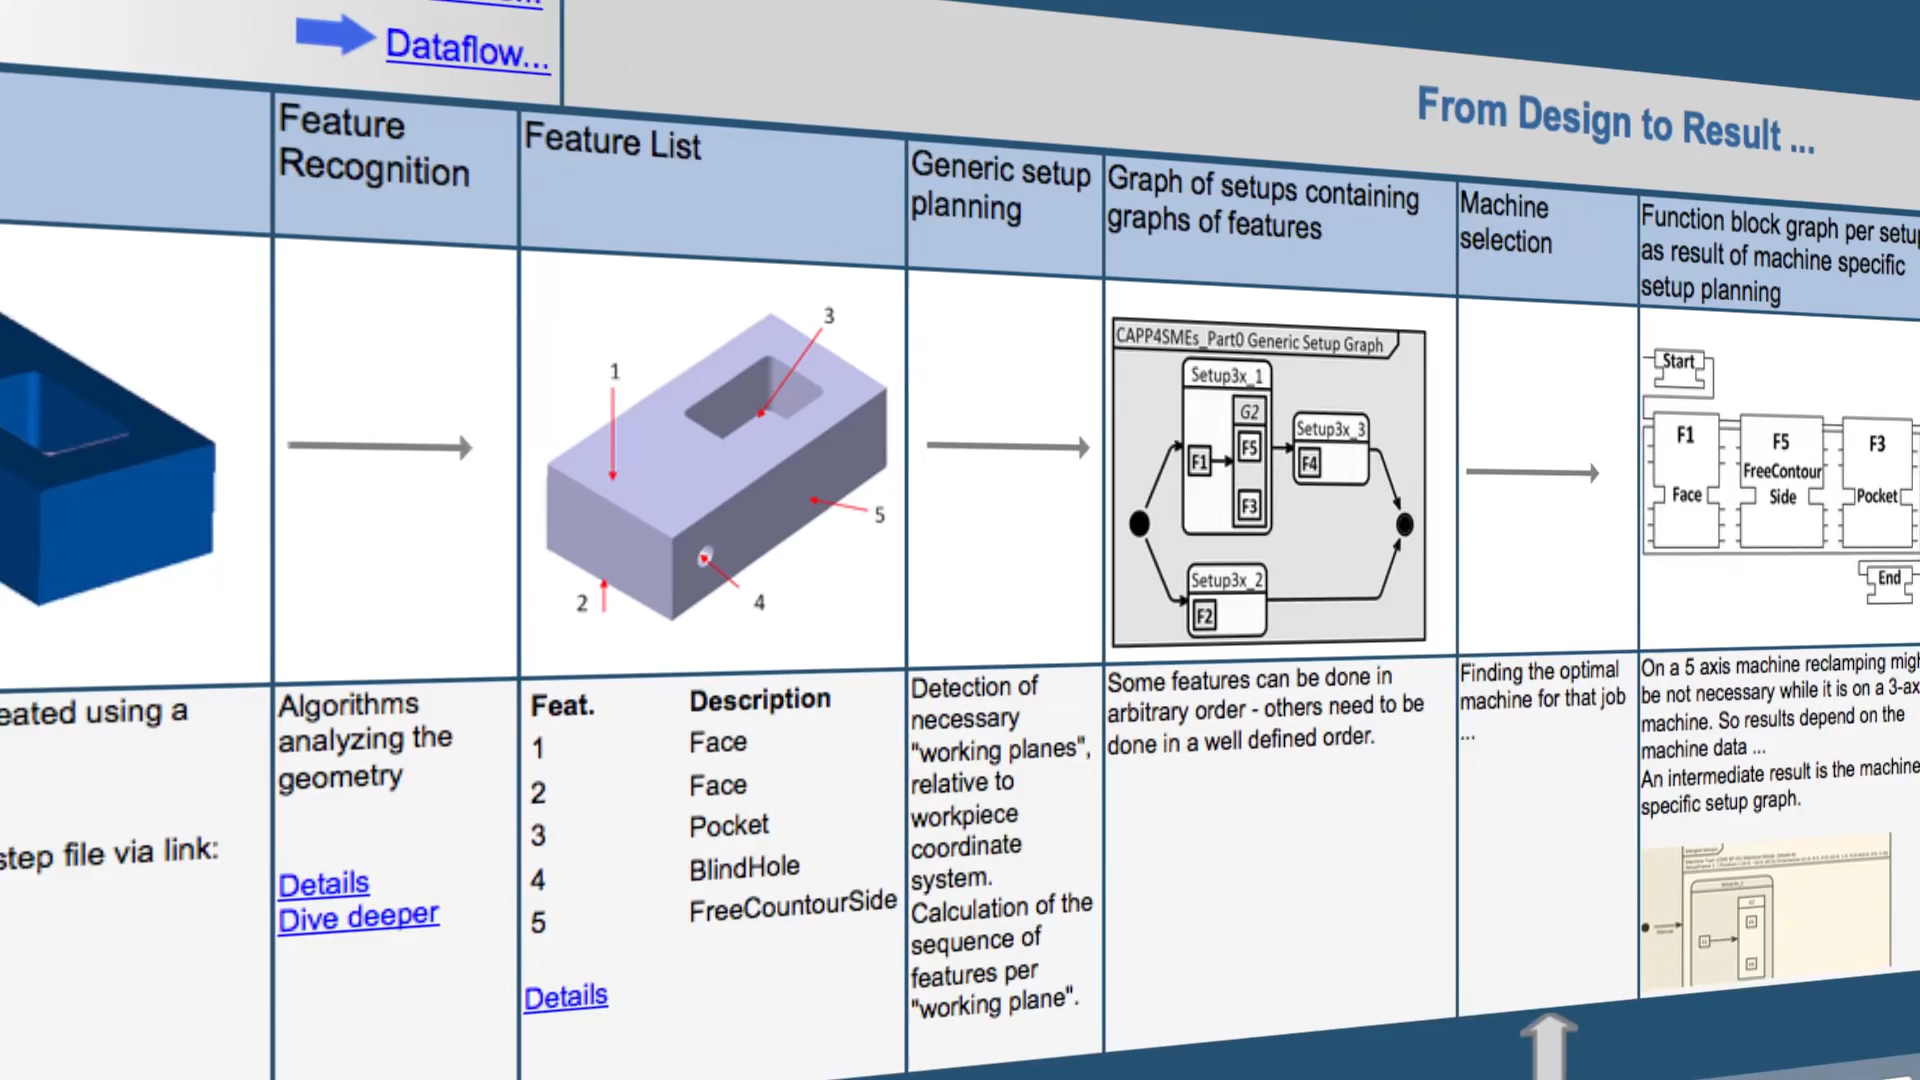 Dataflow...
From Design to Result ...
Feature
Recognition
Feature List
Generic setup
planning
Graph of setups containing
graphs of features
Machine
selection
Function block graph per setup
as result of machine specific
setup planning
1
3
5
2
4
CAPP4SMEs_Part0 Generic Setup Graph
Setup3x_1
G2
F1
F5
F3
Setup3x_3
F4
Setup3x_2
F2
Start
F1
Face
F5
FreeContour
Side
F3
Pocket
End
eated using a
step file via link:
Algorithms
analyzing the
geometry
Details
Dive deeper
Feat. Description
1 Face
2 Face
3 Pocket
4 BlindHole
5 FreeCountourSide
Details
Detection of
necessary
"working planes",
relative to
workpiece
coordinate
system.
Calculation of the
sequence of
features per
"working plane".
Some features can be done in
arbitrary order - others need to be
done in a well defined order.
Finding the optimal
machine for that job
...
On a 5 axis machine reclamping migh
be not necessary while it is on a 3-ax
machine. So results depend on the
machine data ...
An intermediate result is the machine
specific setup graph.